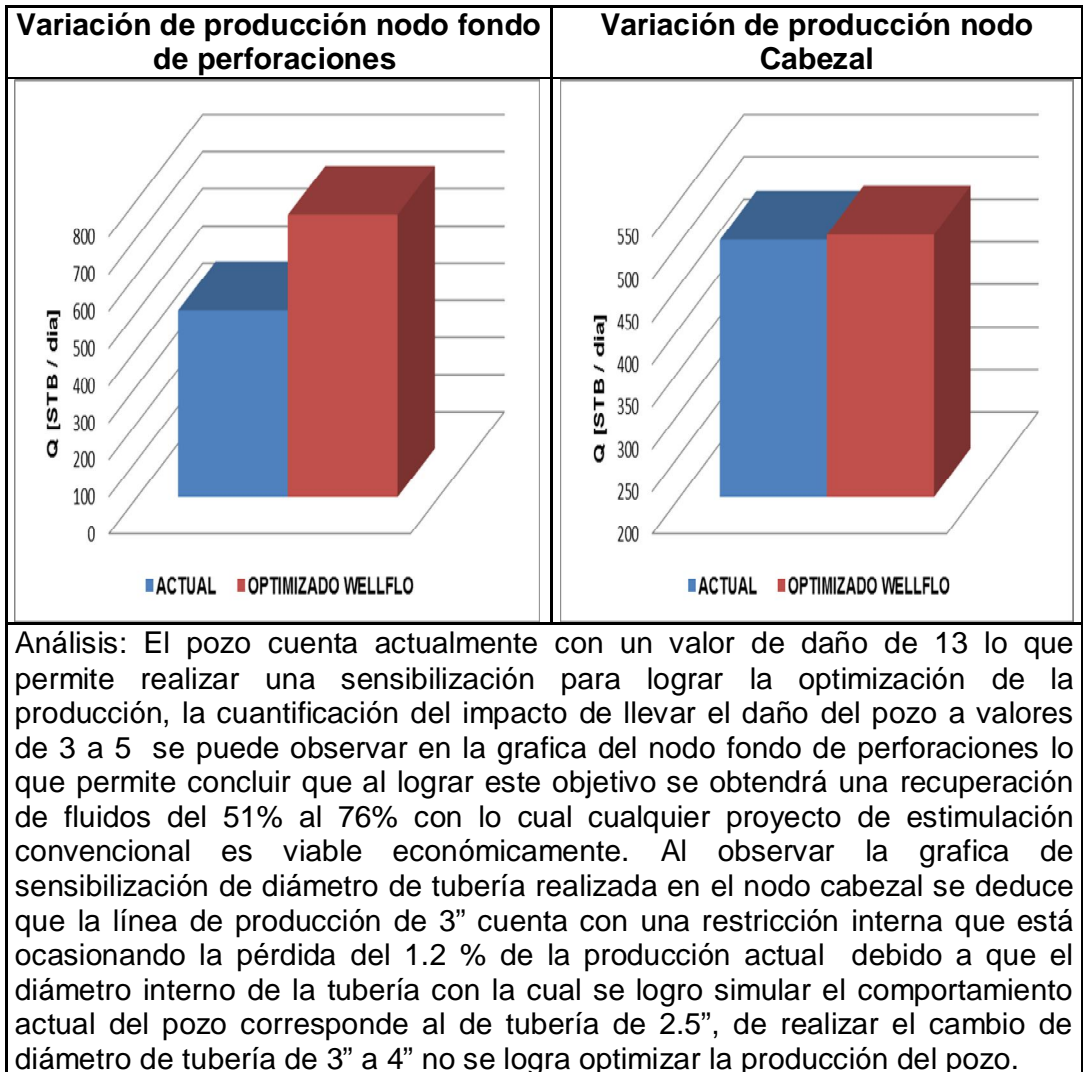 Variación de producción nodo fondo
de perforaciones
Variación de producción nodo
Cabezal
Q [STB / dia]
800
700
600
500
400
300
200
100
0
ACTUAL OPTIMIZADO WELLFLO
Q [STB / dia]
550
500
450
400
350
300
250
200
ACTUAL OPTIMIZADO WELLFLO
Análisis: El pozo cuenta actualmente con un valor de daño de 13 lo que
permite realizar una sensibilización para lograr la optimización de la
producción, la cuantificación del impacto de llevar el daño del pozo a valores
de 3 a 5 se puede observar en la grafica del nodo fondo de perforaciones lo
que permite concluir que al lograr este objetivo se obtendrá una recuperación
de fluidos del 51% al 76% con lo cual cualquier proyecto de estimulación
convencional es viable económicamente. Al observar la grafica de
sensibilización de diámetro de tubería realizada en el nodo cabezal se deduce
que la línea de producción de 3” cuenta con una restricción interna que está
ocasionando la pérdida del 1.2 % de la producción actual debido a que el
diámetro interno de la tubería con la cual se logro simular el comportamiento
actual del pozo corresponde al de tubería de 2.5”, de realizar el cambio de
diámetro de tubería de 3” a 4” no se logra optimizar la producción del pozo.